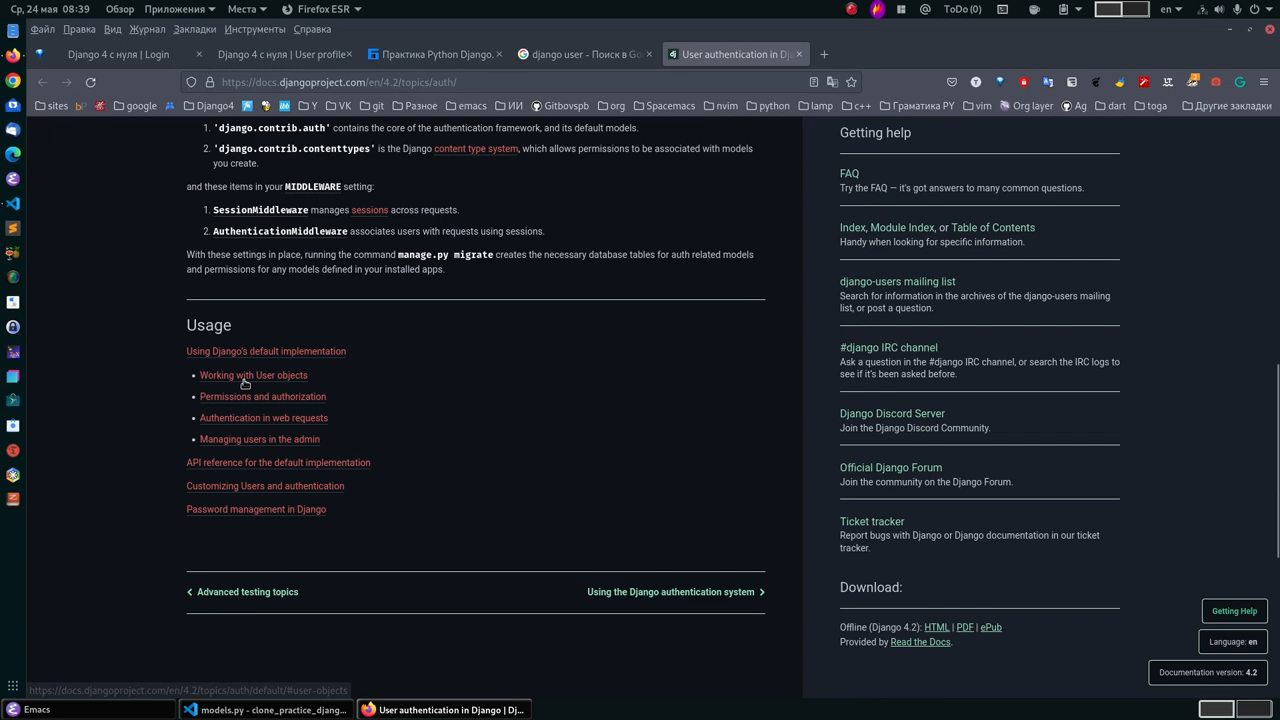 Ср, 24 мая 08:39 Обзор Приложения Места Firefox ESR ToDo (0) en
Файл Правка Вид Журнал Закладки Инструменты Справка
Django 4 с нуля | Login Django 4 с нуля | User profile Практика Python Django. django user - Поиск в Go User authentication in Dj
https://docs.djangoproject.com/en/4.2/topics/auth/
sites google Django4 Y VK git Разное emacs ИИ Gitbovspb org Spacemacs nvim python lamp c++ Граматика PY vim Org layer Ag dart toga Другие закладки
1. 'django.contrib.auth' contains the core of the authentication framework, and its default models.
2. 'django.contrib.contenttypes' is the Django content type system, which allows permissions to be associated with models
you create.
and these items in your MIDDLEWARE setting:
1. SessionMiddleware manages sessions across requests.
2. AuthenticationMiddleware associates users with requests using sessions.
With these settings in place, running the command manage.py migrate creates the necessary database tables for auth related models
and permissions for any models defined in your installed apps.
Usage
Using Django's default implementation
• Working with User objects
• Permissions and authorization
• Authentication in web requests
• Managing users in the admin
API reference for the default implementation
Customizing Users and authentication
Password management in Django
Advanced testing topics
Using the Django authentication system
Getting help
FAQ
Try the FAQ — it's got answers to many common questions.
Index, Module Index, or Table of Contents
Handy when looking for specific information.
django-users mailing list
Search for information in the archives of the django-users mailing
list, or post a question.
#django IRC channel
Ask a question in the #django IRC channel, or search the IRC logs to
see if it's been asked before.
Django Discord Server
Join the Django Discord Community.
Official Django Forum
Join the community on the Django Forum.
Ticket tracker
Report bugs with Django or Django documentation in our ticket
tracker.
Download:
Offline (Django 4.2): HTML | PDF | ePub
Provided by Read the Docs.
Getting Help
Language: en
Documentation version: 4.2
https://docs.djangoproject.com/en/4.2/topics/auth/default/#user-objects
Emacs models.py - clone_practice_djang... User authentication in Django | Dj...